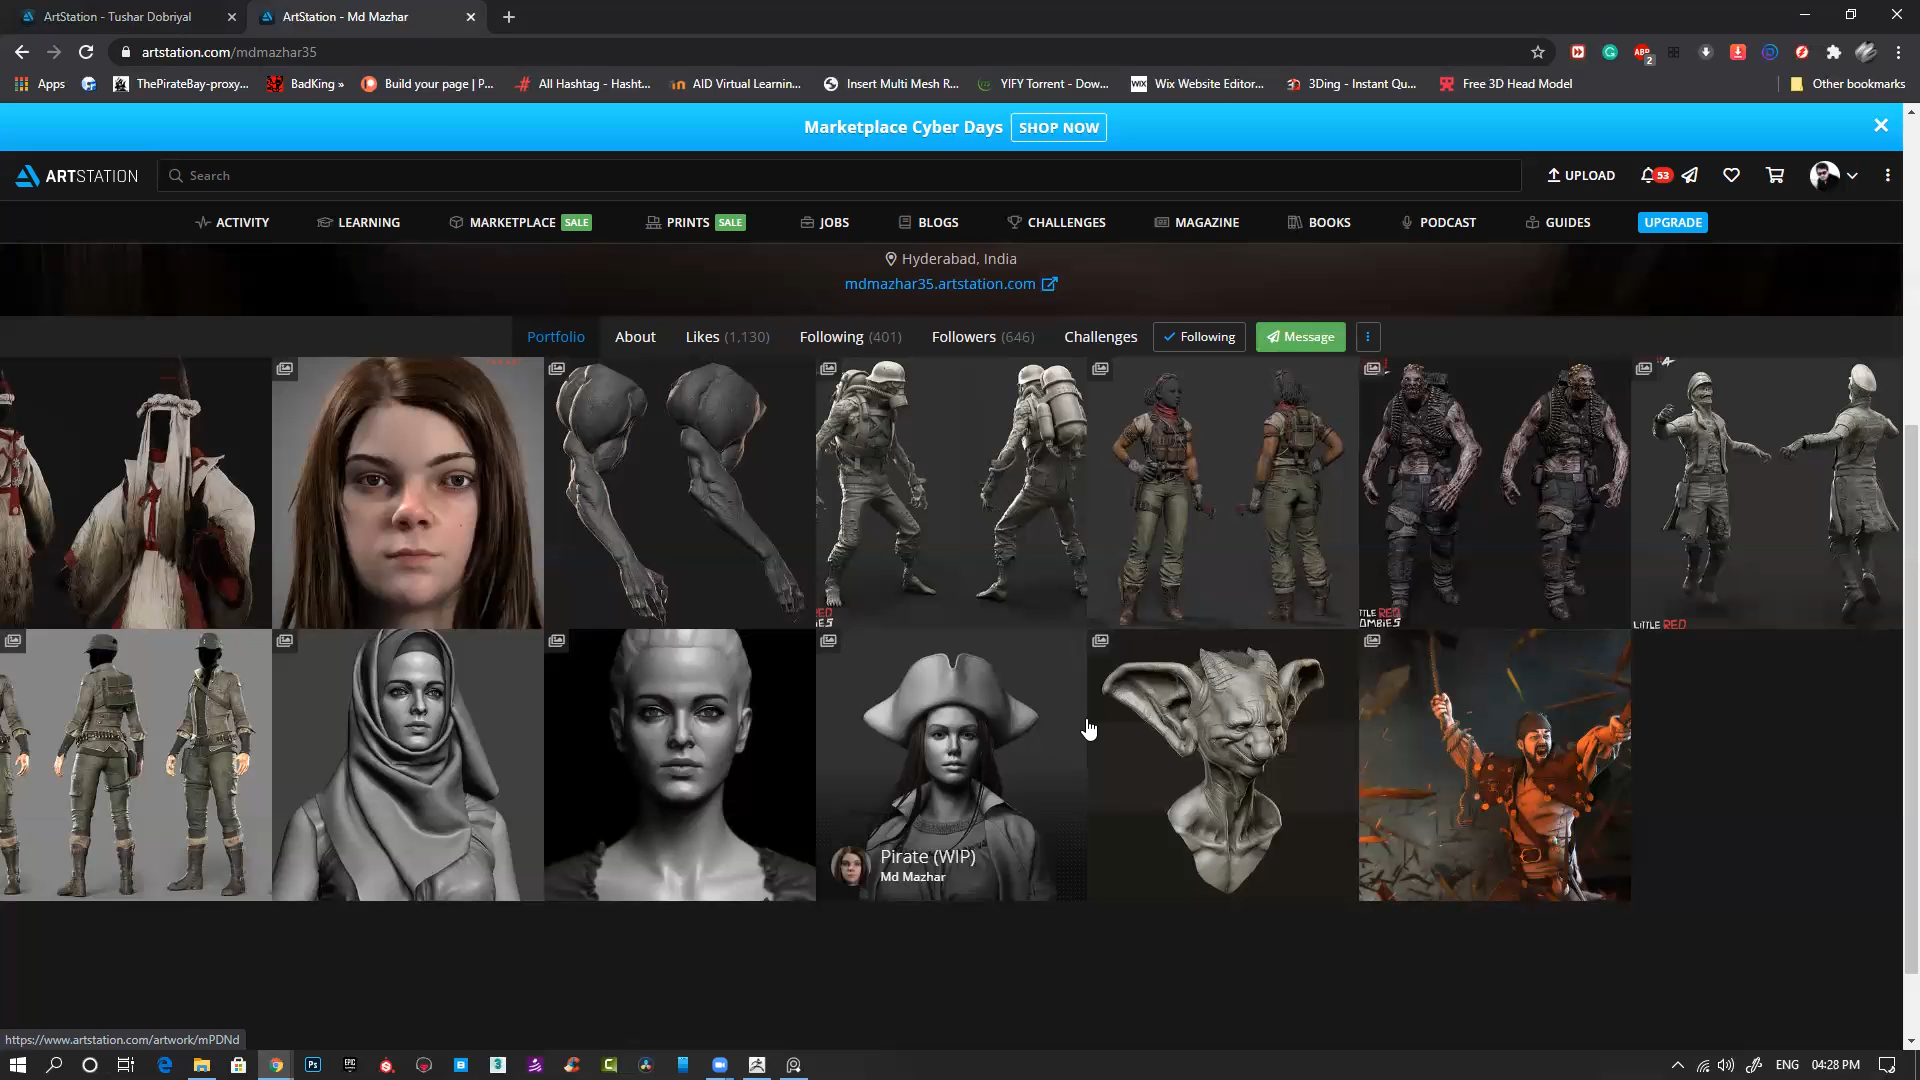 ArtStation - Tushar Dobriyal
ArtStation - Md Mazhar
artstation.com/mdmazhar35
ABP
2
Apps
ThePirateBay-proxy...
BadKing »
Build your page | P...
All Hashtag - Hasht...
AID Virtual Learnin...
Insert Multi Mesh R...
YIFY Torrent - Dow...
WIX Wix Website Editor...
3Ding - Instant Qu...
Free 3D Head Model
Other bookmarks
Marketplace Cyber Days SHOP NOW
ARTSTATION
Search
UPLOAD
53
ACTIVITY
LEARNING
MARKETPLACE SALE
PRINTS SALE
JOBS
BLOGS
CHALLENGES
MAGAZINE
BOOKS
PODCAST
GUIDES
UPGRADE
Hyderabad, India
mdmazhar35.artstation.com
Portfolio
About
Likes (1,130)
Following (401)
Followers (646)
Challenges
Following
Message
LITTLE RED
Pirate (WIP)
Md Mazhar
https://www.artstation.com/artwork/mPDNd
Ps
EPIC
ENG
04:28 PM